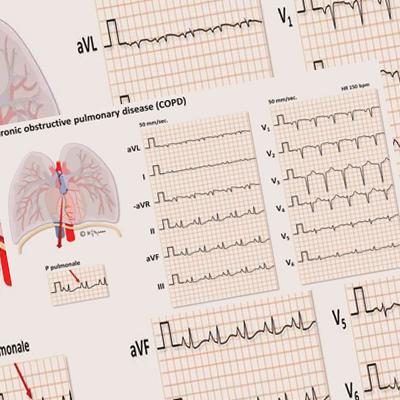 aVL
V1
ronic obstructive pulmonary disease (COPD)
50 mm/sec.
50 mm/sec.
HR 150 bpm
aVL
I
-aVR
II
aVF
III
V1
V2
V3
V4
V5
V6
P pulmonale
monale
aVF
V5
V6